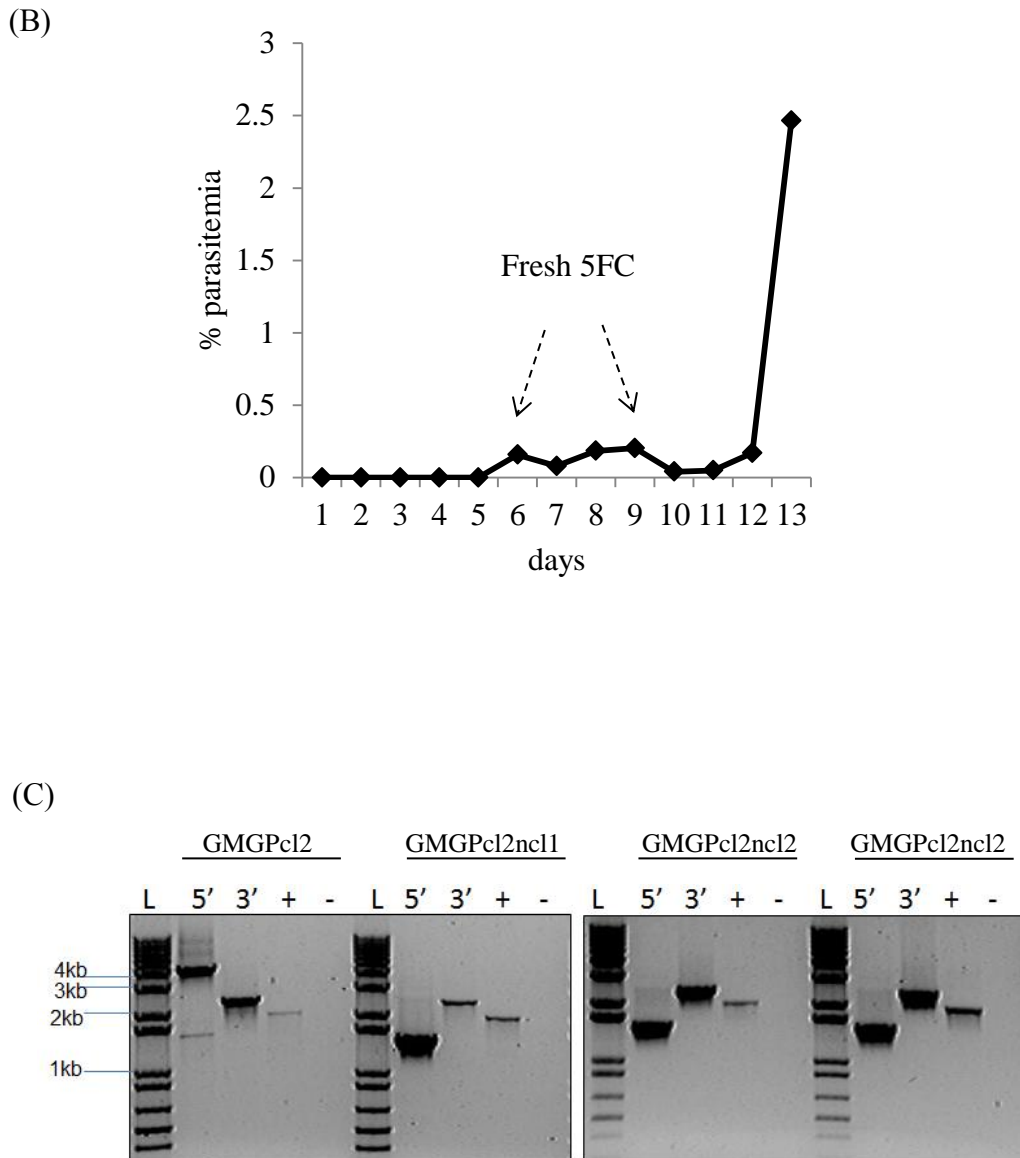 (B)
3
2.5
2
1.5
1
0.5
0
% parasitemia
Fresh 5FC
1 2 3 4 5 6 7 8 9 10 11 12 13
days
(C)
GMGPcl2 GMGPcl2ncl1 GMGPcl2ncl2 GMGPcl2ncl2
L 5’ 3’ + - L 5’ 3’ + - L 5’ 3’ + - L 5’ 3’ + -
4kb
3kb
2kb
1kb